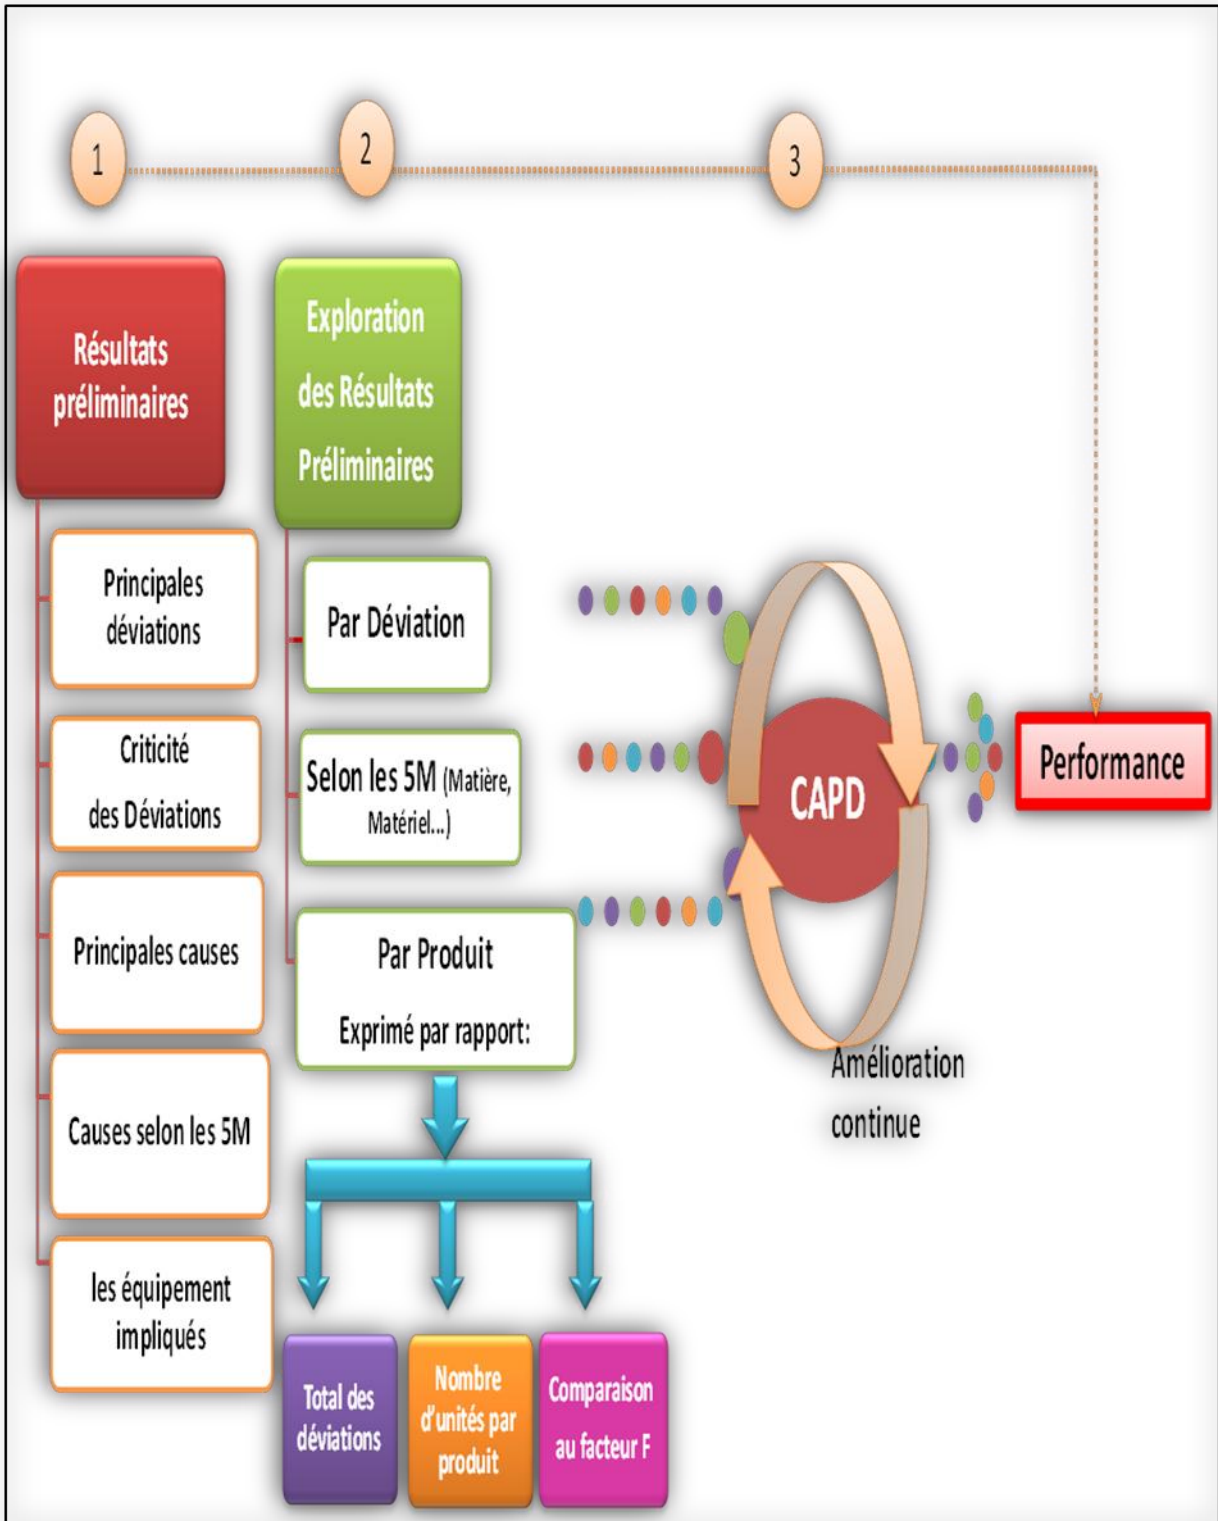 1
2
3
Résultats
préliminaires
Principales
déviations
Criticité
des Déviations
Principales causes
Causes selon les 5M
les équipement
impliqués
Exploration
des Résultats
Préliminaires
Par Déviation
Selon les 5M (Matière,
Matériel...)
Par Produit
Exprimé par rapport:
Total des
déviations
Nombre
d'unités par
produit
Comparaison
au facteur F
CAPD
Amélioration
continue
Performance